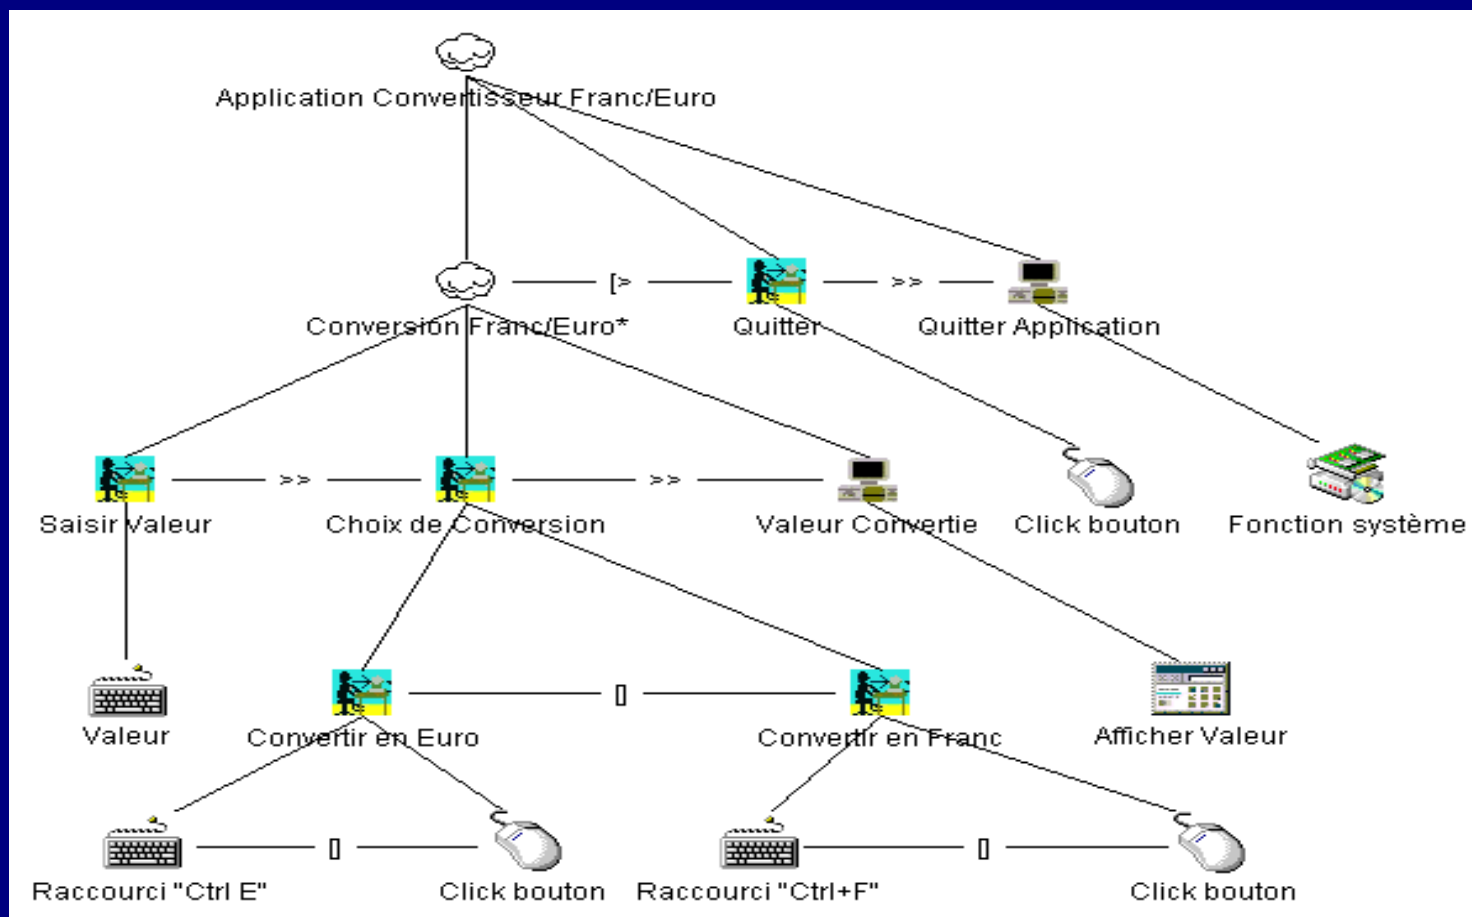 Application Convertisseur Franc/Euro
[>
>>
Conversion Franc/Euro*
Quitter
Quitter Application
>>
>>
Saisir Valeur
Choix de Conversion
Valeur Convertie
Click bouton
Fonction système
[]
Valeur
Convertir en Euro
Convertir en Franc
Afficher Valeur
[]
[]
Raccourci "Ctrl E"
Click bouton
Raccourci "Ctrl+F"
Click bouton